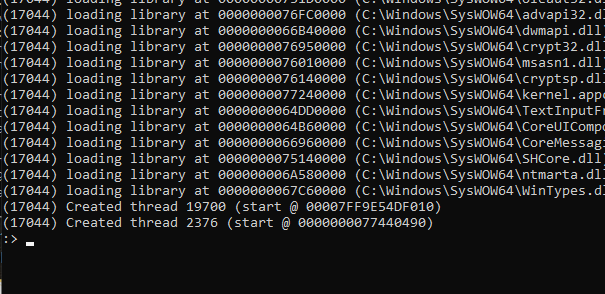 (17044) loading library at 0000000076FC0000 (C:\Windows\SysWOW64\advapi32.d
(17044) loading library at 0000000066B40000 (C:\Windows\SysWOW64\dwmapi.dll
(17044) loading library at 0000000076950000 (C:\Windows\SysWOW64\crypt32.dl
(17044) loading library at 0000000076010000 (C:\Windows\SysWOW64\msasn1.dll
(17044) loading library at 0000000076140000 (C:\Windows\SysWOW64\cryptsp.dl
(17044) loading library at 0000000077240000 (C:\Windows\SysWOW64\kernel.appc
(17044) loading library at 0000000064DD0000 (C:\Windows\SysWOW64\TextInputFr
(17044) loading library at 0000000064B60000 (C:\Windows\SysWOW64\CoreUICompo
(17044) loading library at 0000000066960000 (C:\Windows\SysWOW64\CoreMessagi
(17044) loading library at 0000000075140000 (C:\Windows\SysWOW64\SHCore.dll)
(17044) loading library at 000000006A580000 (C:\Windows\SysWOW64\ntmarta.dll
(17044) loading library at 0000000067C60000 (C:\Windows\SysWOW64\WinTypes.dl
(17044) Created thread 19700 (start @ 00007FF9E54DF010)
(17044) Created thread 2376 (start @ 0000000077440490)
:>